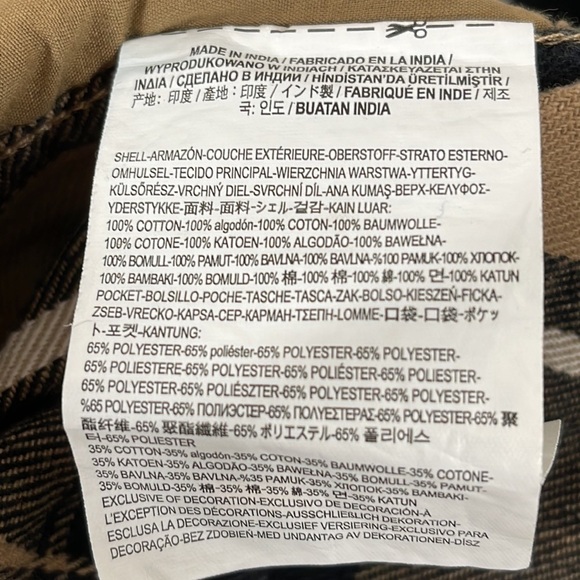 MADE IN INDIA / FABRICADO EN LA INDIA /
WYPRODUKOWANO W INDIACH / ΚΑΤΑΣΚΕΥΑΖΕΤΑΙ ΣΤΗΝ
ΙΝΔΙΑ / СДЕЛАНО В ИНДИИ / HİNDİSTAN'DA ÜRETİLMİŞTİR /
产地: 印度 / 產地: 印度 / インド製 / FABRIQUÉ EN INDE / 제조
국: 인도 / BUATAN INDIA
SHELL-ARMAZÓN-COUCHE EXTÉRIEURE-OBERSTOFF-STRATO ESTERNO-
OMHULSEL-TECIDO PRINCIPAL-WIERZCHNIA WARSTWA-YTTERTYG-
KÜLSŐRÉSZ-VRCHNÝ DIEL-SVRCHNÍ DÍL-ANA KUMAŞ-ВЕРХ-ΚΕΛΥΦΟΣ-
YDERSTYKKE-面料-面料-シェル-겉감-KAIN LUAR:
100% COTTON-100% algodón-100% COTON-100% BAUMWOLLE-
100% COTONE-100% KATOEN-100% ALGODÃO-100% BAWEŁNA-
100% BOMULL-100% PAMUT-100% BAVLNA-100% BAVLNA-%100 PAMUK-100% ХЛОПОК-
100% ΒΑΜΒΑΚΙ-100% BOMULD-100% 棉-100% 棉-100% 綿-100% 면-100% KATUN
POCKET-BOLSILLO-POCHE-TASCHE-TASCA-ZAK-BOLSO-KIESZEŃ-FICKA-
ZSEB-VRECKO-KAPSA-CEP-КАРМАН-ΤΣΕΠΗ-LOMME-口袋-口袋-ポケッ
ト-포켓-KANTUNG:
65% POLYESTER-65% poliéster-65% POLYESTER-65% POLYESTER-
65% POLIESTERE-65% POLYESTER-65% POLIÉSTER-65% POLIESTER-
65% POLYESTER-65% POLIÉSZTER-65% POLYESTER-65% POLYESTER-
%65 POLYESTER-65% ПОЛИЭСТЕР-65% ΠΟΛΥΕΣΤΕΡΑΣ-65% POLYESTER-65% 聚
酯纤维-65% 聚酯纖維-65% ポリエステル-65% 폴리에스
터-65% POLIESTER
35% COTTON-35% algodón-35% COTON-35% BAUMWOLLE-35% COTONE-
35% KATOEN-35% ALGODÃO-35% BAWEŁNA-35% BOMULL-35% PAMUT-
35% BAVLNA-35% BAVLNA-%35 PAMUK-35% ХЛОПОК-35% ΒΑΜΒΑΚΙ-
35% BOMULD-35% 棉-35% 棉-35% 綿-35% 면-35% KATUN
EXCLUSIVE OF DECORATION-EXCLUSIVO DE DECORACIÓN-À
L'EXCEPTION DES DÉCORATIONS-AUSSCHLIEßLICH DEKORATION-
ESCLUSA LA DECORAZIONE-EXCLUSIEF VERSIERING-EXCLUSIVO PARA
DECORAÇÃO-BEZ ZDOBIEŃ-MED UNDANTAG AV DEKORATIONEN-DÍSZ